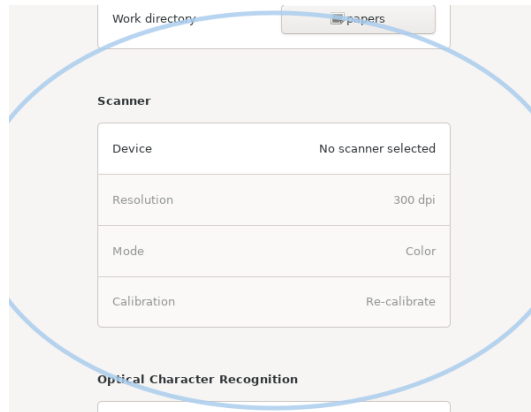 Work directory papers
Scanner
Device No scanner selected
Resolution 300 dpi
Mode Color
Calibration Re-calibrate
Optical Character Recognition